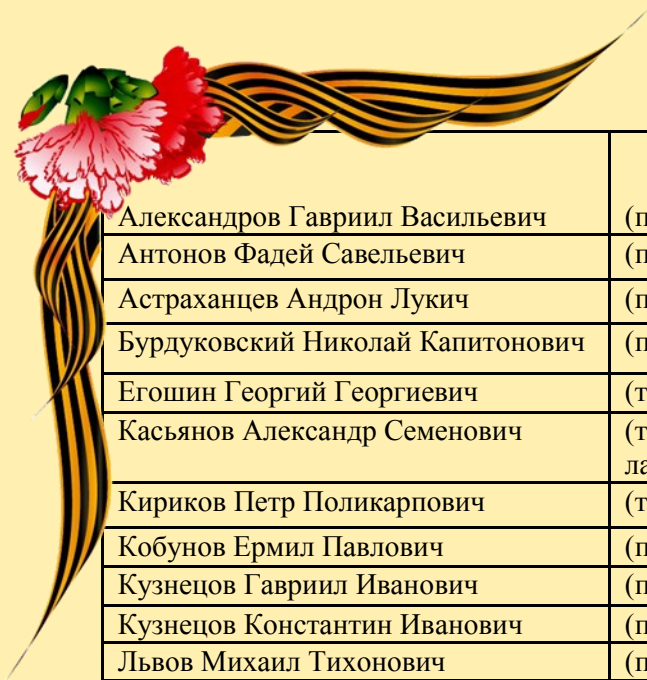 Александров Гавриил Васильевич (п
Антонов Фадей Савельевич (п
Астраханцев Андрон Лукич (п
Бурдуковский Николай Капитонович (п
Егошин Георгий Георгиевич (т
Касьянов Александр Семенович (т
ла
Кириков Петр Поликарпович (т
Кобунов Ермил Павлович (п
Кузнецов Гавриил Иванович (п
Кузнецов Константин Иванович (п
Львов Михаил Тихонович (п